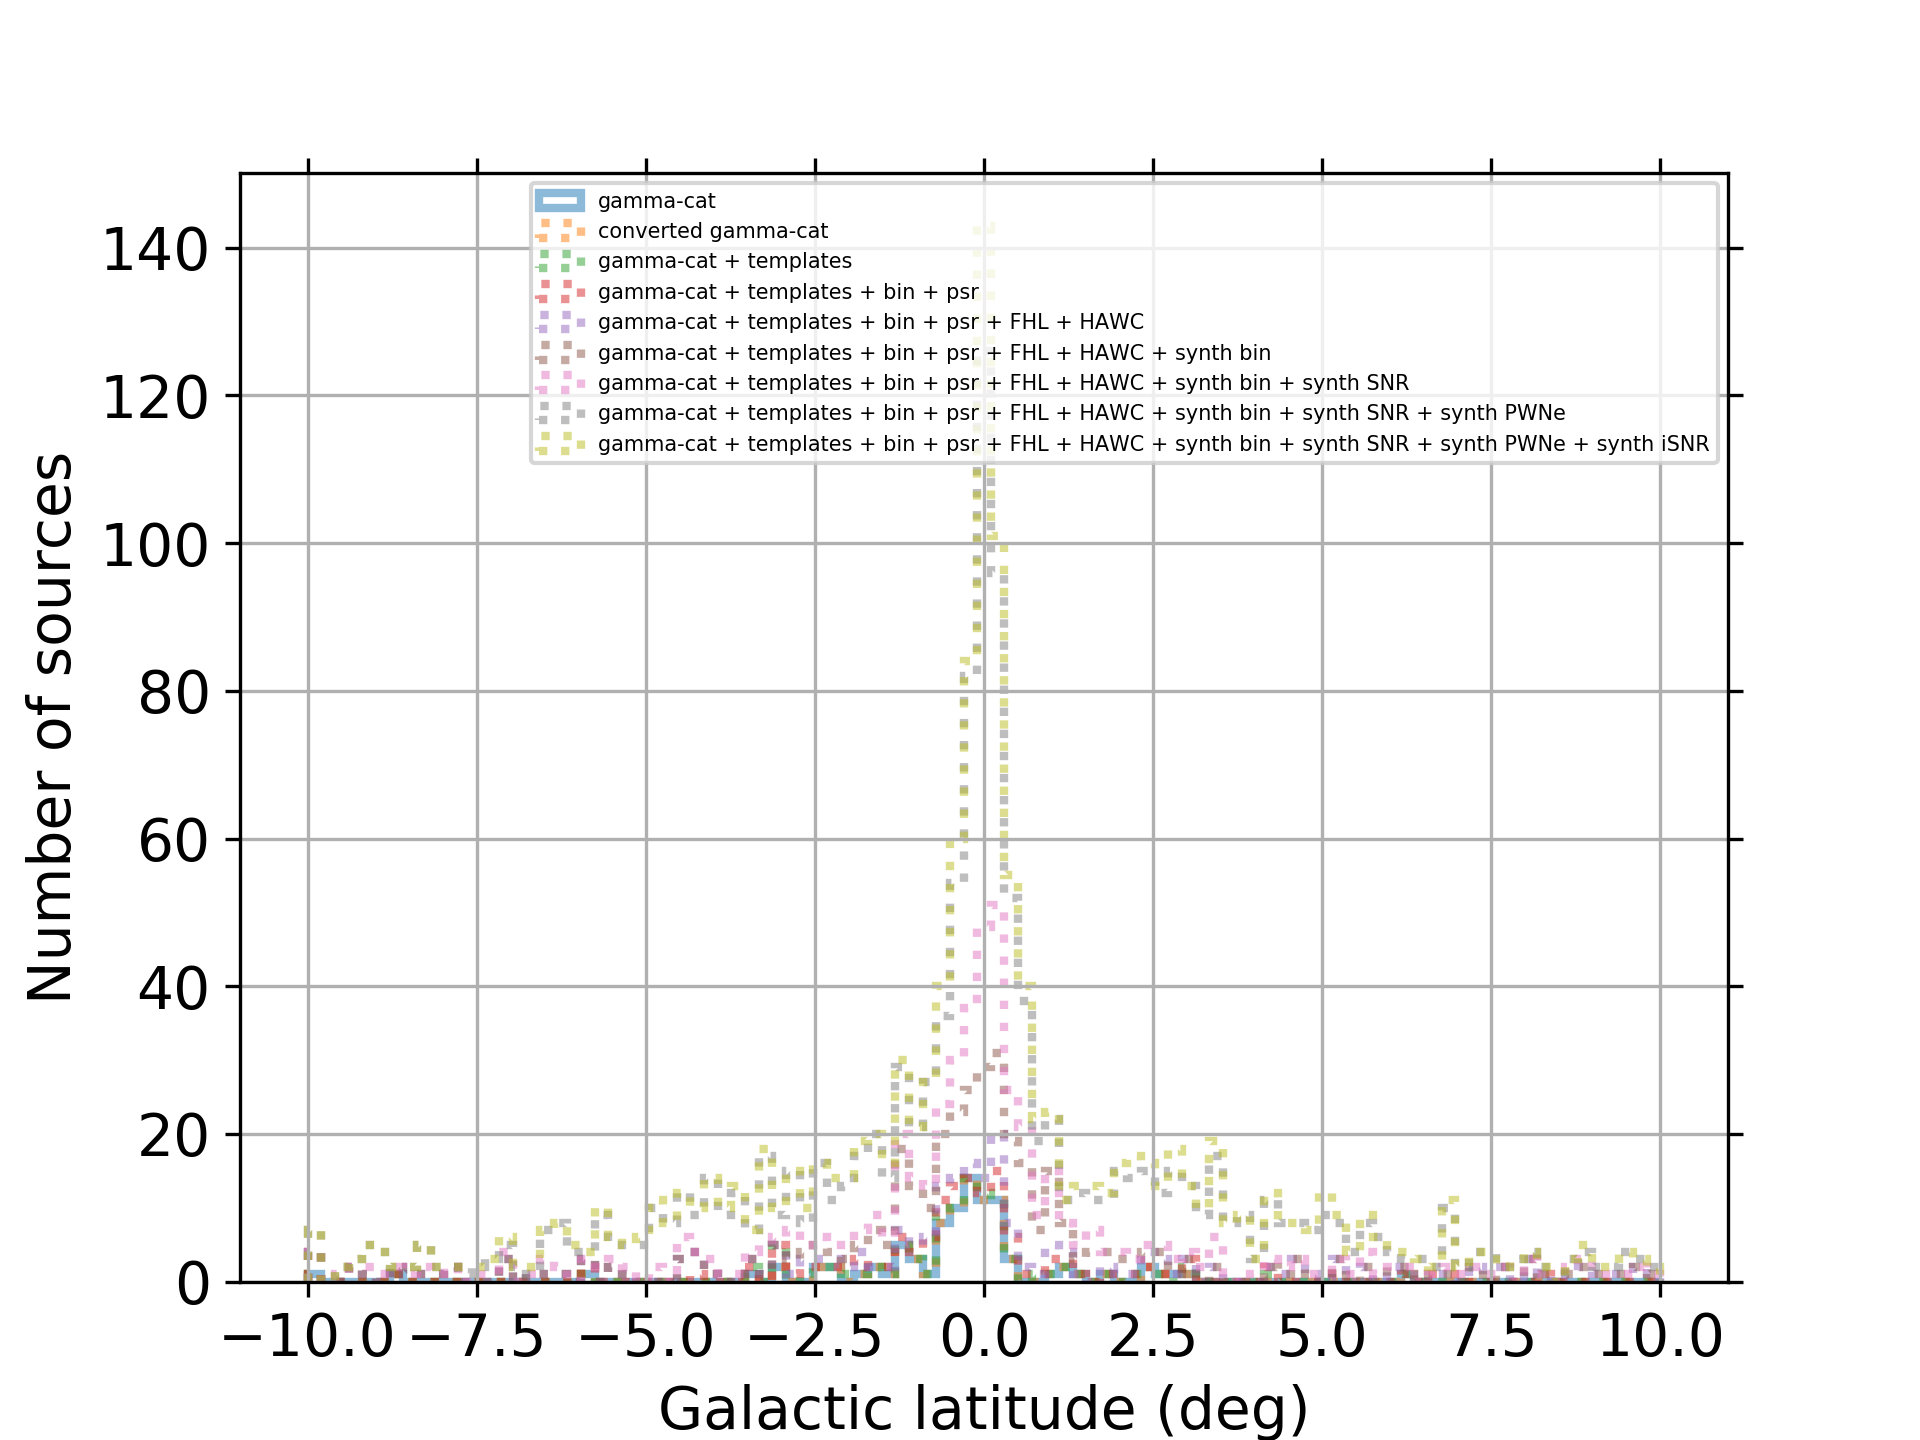 gamma-cat
converted gamma-cat
gamma-cat + templates
gamma-cat + templates + bin + psr
gamma-cat + templates + bin + psr + FHL + HAWC
gamma-cat + templates + bin + psr + FHL + HAWC + synth bin
gamma-cat + templates + bin + psr + FHL + HAWC + synth bin + synth SNR
gamma-cat + templates + bin + psr + FHL + HAWC + synth bin + synth SNR + synth PWNe
gamma-cat + templates + bin + psr + FHL + HAWC + synth bin + synth SNR + synth PWNe + synth iSNR
140
120
100
80
60
40
20
0
Number of sources
−10.0 −7.5 −5.0 −2.5 0.0 2.5 5.0 7.5 10.0
Galactic latitude (deg)